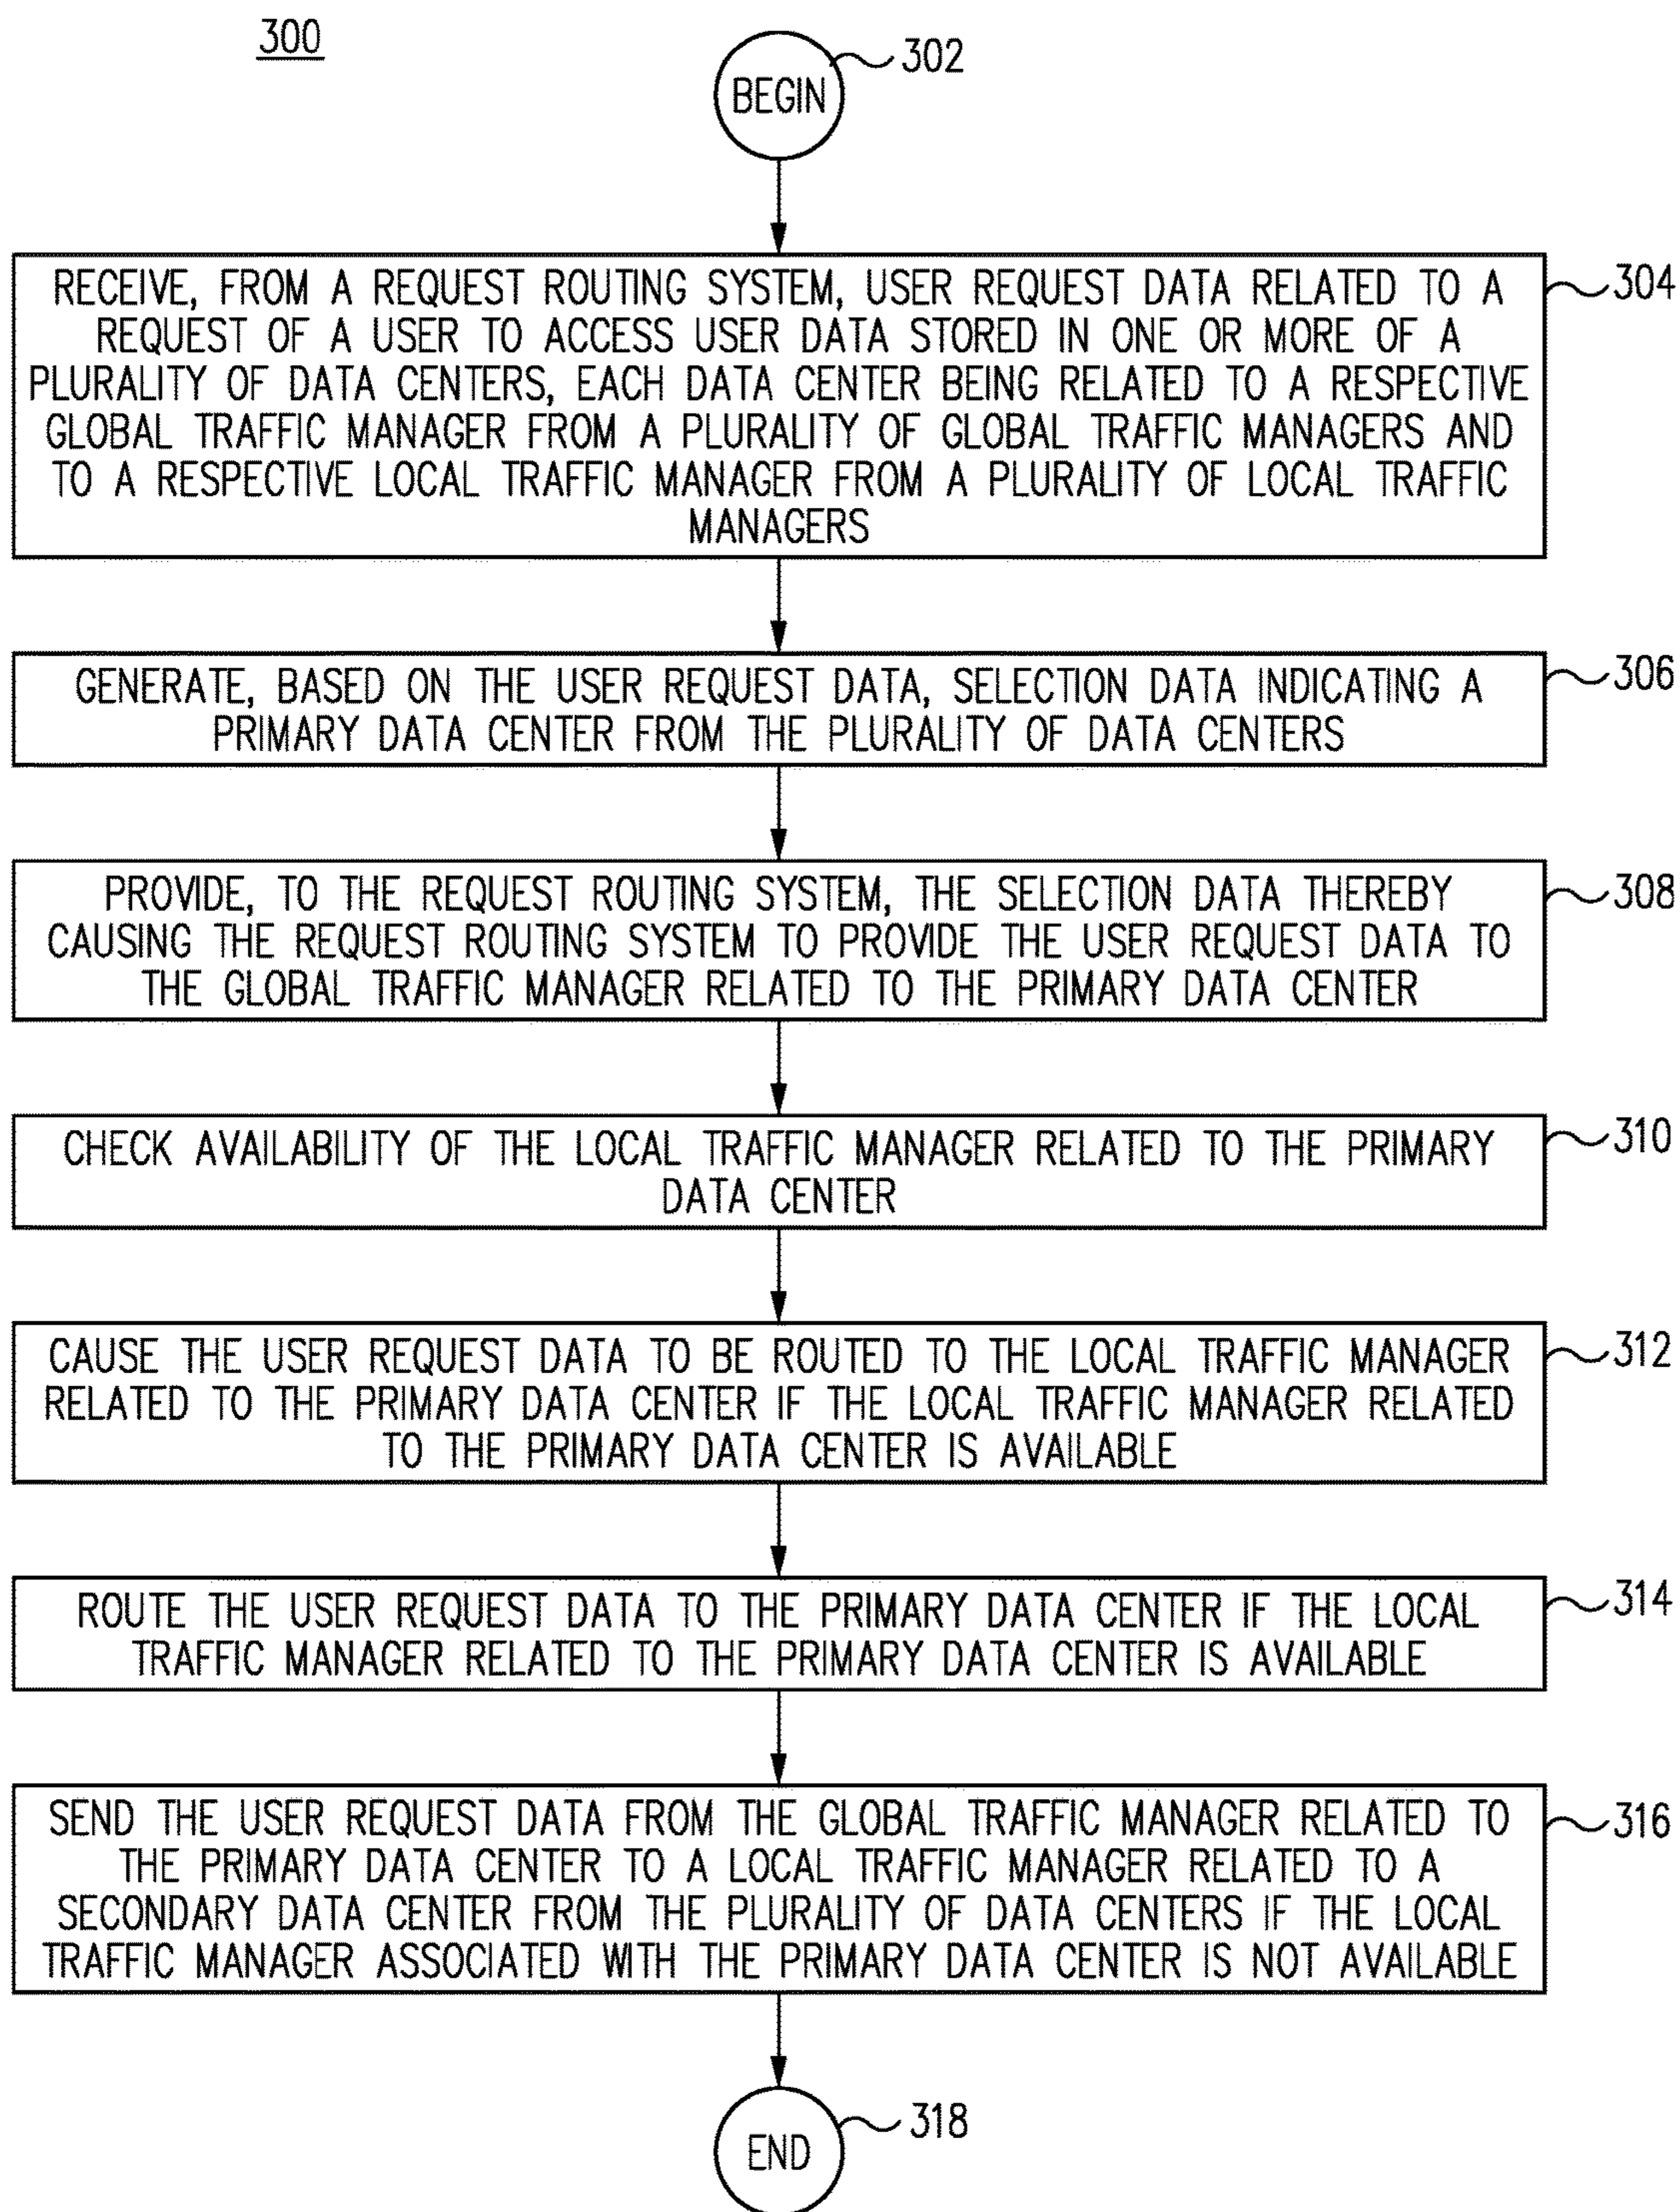 300
BEGIN
302
RECEIVE, FROM A REQUEST ROUTING SYSTEM, USER REQUEST DATA RELATED TO A
REQUEST OF A USER TO ACCESS USER DATA STORED IN ONE OR MORE OF A
PLURALITY OF DATA CENTERS, EACH DATA CENTER BEING RELATED TO A RESPECTIVE
GLOBAL TRAFFIC MANAGER FROM A PLURALITY OF GLOBAL TRAFFIC MANAGERS AND
TO A RESPECTIVE LOCAL TRAFFIC MANAGER FROM A PLURALITY OF LOCAL TRAFFIC
MANAGERS
304
GENERATE, BASED ON THE USER REQUEST DATA, SELECTION DATA INDICATING A
PRIMARY DATA CENTER FROM THE PLURALITY OF DATA CENTERS
306
PROVIDE, TO THE REQUEST ROUTING SYSTEM, THE SELECTION DATA THEREBY
CAUSING THE REQUEST ROUTING SYSTEM TO PROVIDE THE USER REQUEST DATA TO
THE GLOBAL TRAFFIC MANAGER RELATED TO THE PRIMARY DATA CENTER
308
CHECK AVAILABILITY OF THE LOCAL TRAFFIC MANAGER RELATED TO THE PRIMARY
DATA CENTER
310
CAUSE THE USER REQUEST DATA TO BE ROUTED TO THE LOCAL TRAFFIC MANAGER
RELATED TO THE PRIMARY DATA CENTER IF THE LOCAL TRAFFIC MANAGER RELATED
TO THE PRIMARY DATA CENTER IS AVAILABLE
312
ROUTE THE USER REQUEST DATA TO THE PRIMARY DATA CENTER IF THE LOCAL
TRAFFIC MANAGER RELATED TO THE PRIMARY DATA CENTER IS AVAILABLE
314
SEND THE USER REQUEST DATA FROM THE GLOBAL TRAFFIC MANAGER RELATED TO
THE PRIMARY DATA CENTER TO A LOCAL TRAFFIC MANAGER RELATED TO A
SECONDARY DATA CENTER FROM THE PLURALITY OF DATA CENTERS IF THE LOCAL
TRAFFIC MANAGER ASSOCIATED WITH THE PRIMARY DATA CENTER IS NOT AVAILABLE
316
END
318